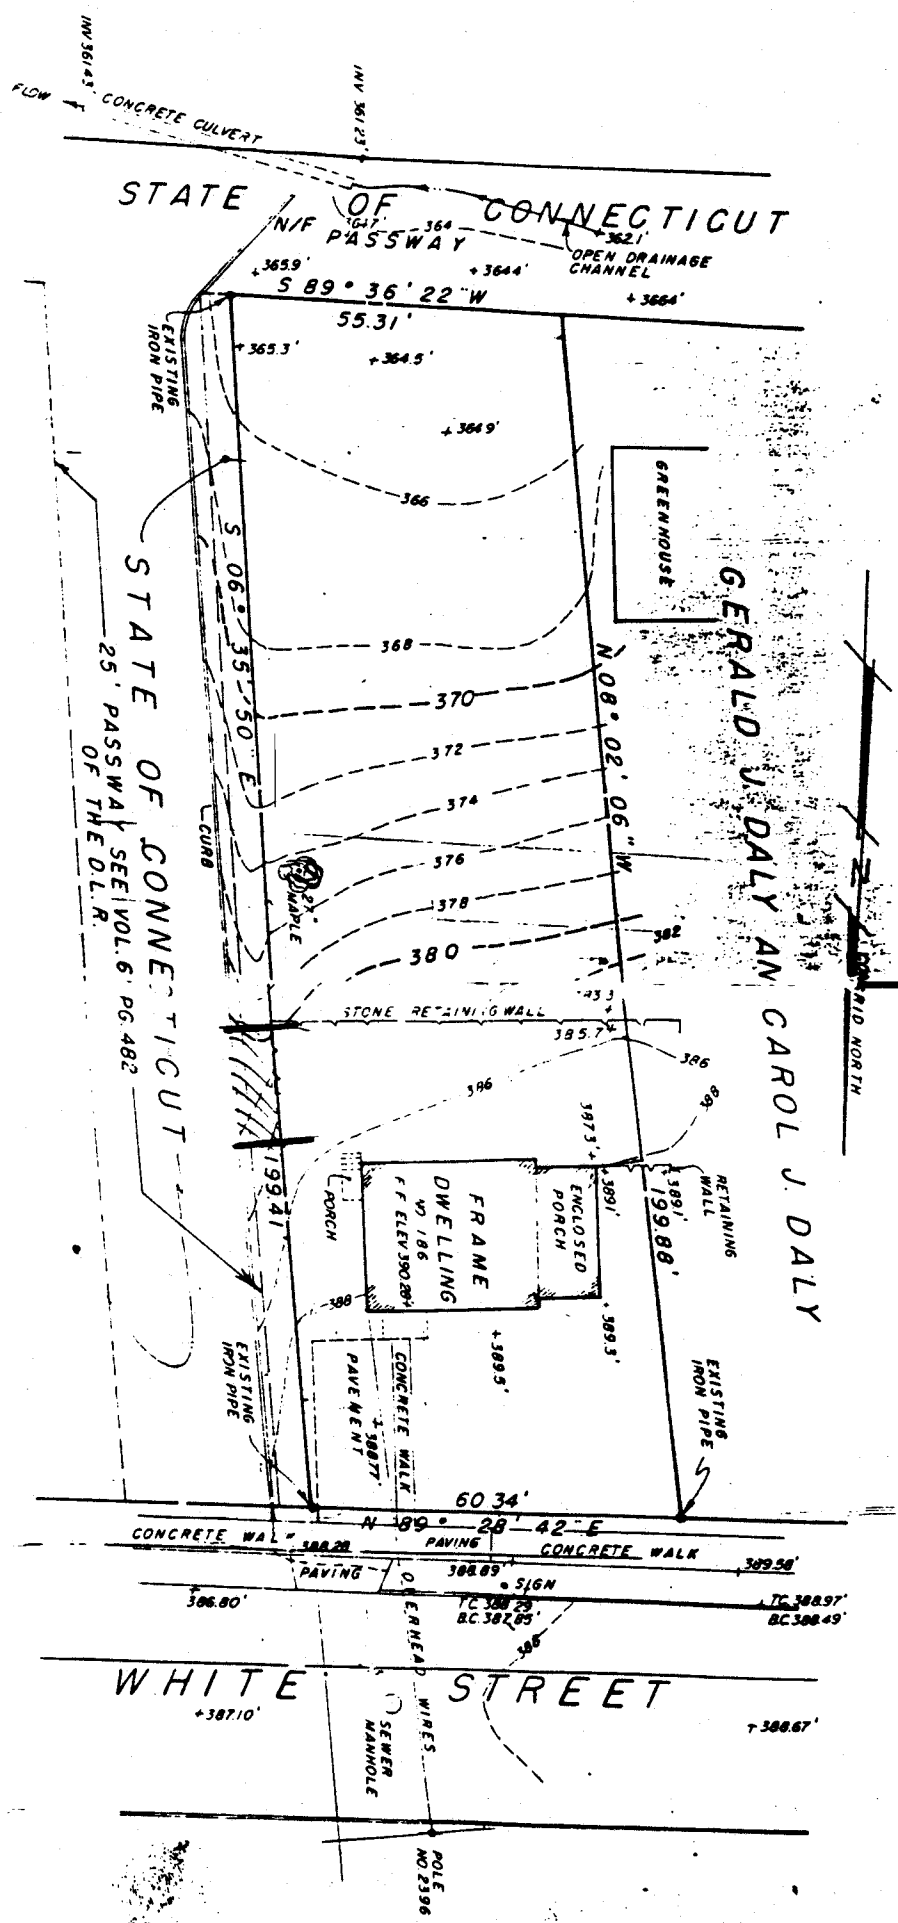 INV 361.43'
FLOW
CONCRETE CULVERT
INV 361.23'
STATE OF CONNECTICUT
N/F
364
PASSWAY
+362.1'
OPEN DRAINAGE
CHANNEL
+365.9'
+364.4'
+366.4'
S 89° 36' 22" W
55.31'
EXISTING
IRON PIPE
+365.3'
+364.5'
+364.9'
366
GREENHOUSE
S 06° 35' 50" E
368
N 08° 02' 06" W
370
372
374
376
378
380
382
27"
MAPLE
CURB
STATE OF CONNECTICUT
25' PASSWAY SEE VOL. 6 PG. 482
OF THE D.L.R.
GERALD J. DALY AN CAROL J. DALY
GRID NORTH
STONE RETAINING WALL
385.7'
386
386
388
387.3'+
+389.1'
+389.1'
RETAINING
WALL
199.41
199.88'
PORCH
FRAME
DWELLING
NO 186
F F ELEV 390.28'+
ENCLOSED
PORCH
388
+389.5'
+389.3'
EXISTING
IRON PIPE
PAVEMENT
388.77'
CONCRETE WALK
EXISTING
IRON PIPE
60 34'
N 89° 28' 42" E
CONCRETE WAL
388.28
PAVING
CONCRETE WALK
389.58'
PAVING
388.89'
SIGN
386.80'
T.C. 388.29
B.C. 387.85'
T.C. 388.97'
B.C. 388.49'
OVERHEAD WIRES
388
WHITE STREET
+387.10'
SEWER
MANHOLE
+388.67'
POLE
NO. 2396